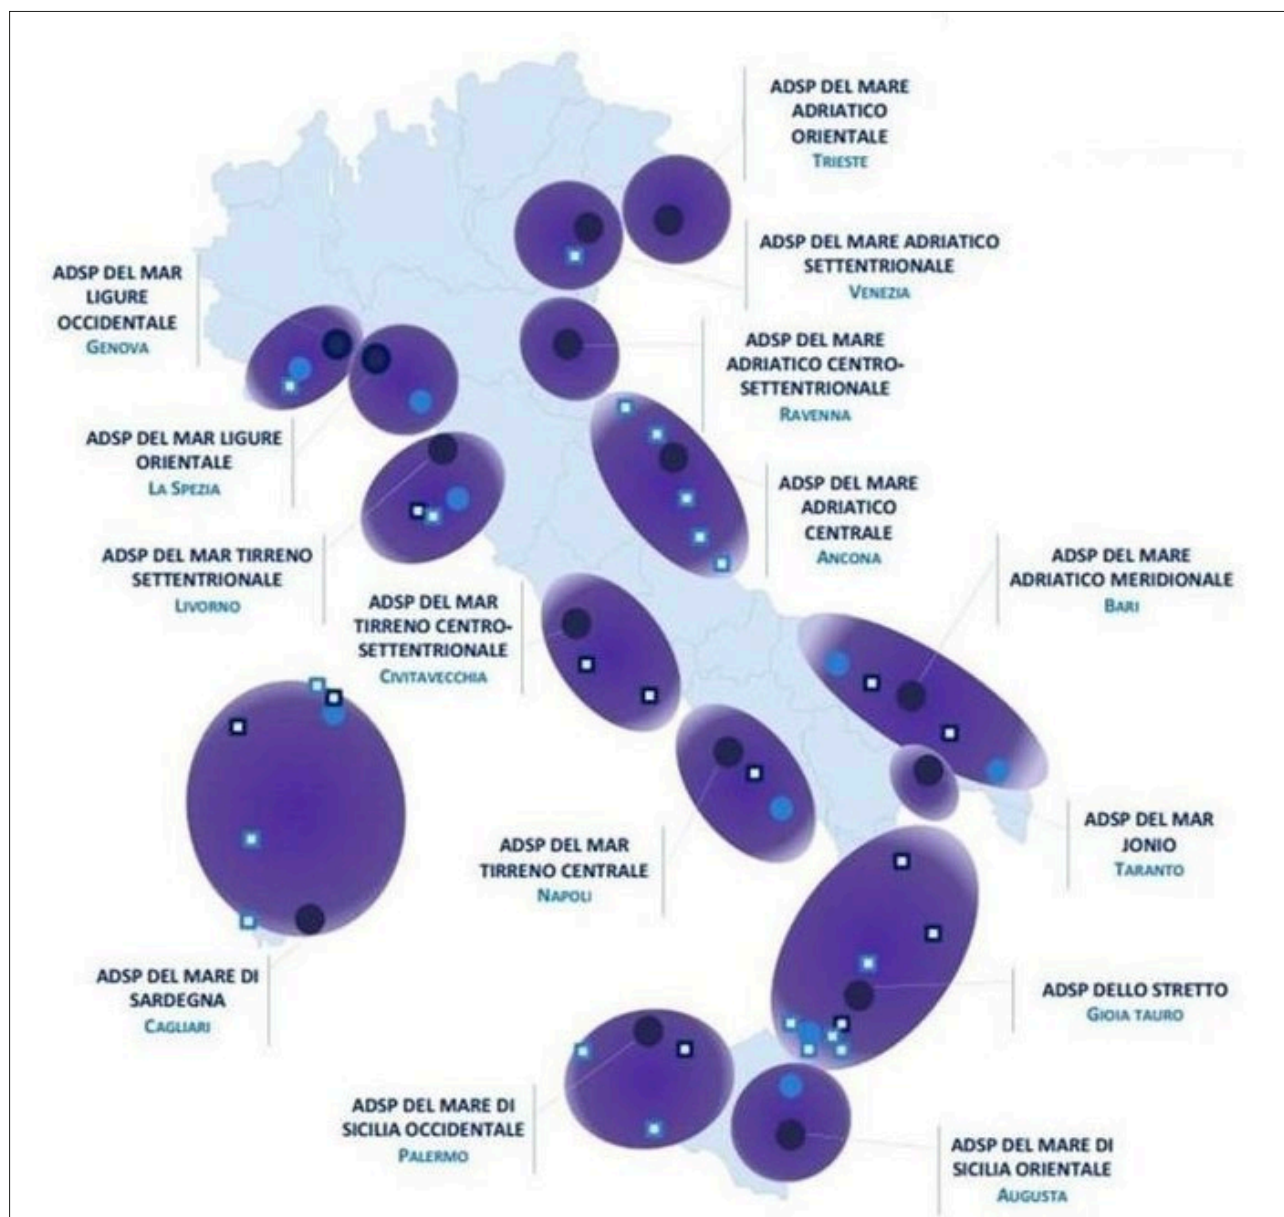 ADSP DEL MARE
ADRIATICO
ORIENTALE
TRIESTE
ADSP DEL MARE ADRIATICO
SETTENTRIONALE
VENEZIA
ADSP DEL MAR
LIGURE
OCCIDENTALE
GENOVA
ADSP DEL MARE
ADRIATICO CENTRO-
SETTENTRIONALE
RAVENNA
ADSP DEL MAR LIGURE
ORIENTALE
LA SPEZIA
ADSP DEL MARE
ADRIATICO
CENTRALE
ANCONA
ADSP DEL MAR TIRRENO
SETTENTRIONALE
LIVORNO
ADSP DEL MARE
ADRIATICO MERIDIONALE
BARI
ADSP DEL MAR
TIRRENO CENTRO-
SETTENTRIONALE
CIVITAVECCHIA
ADSP DEL MAR
JONIO
TARANTO
ADSP DEL MAR
TIRRENO CENTRALE
NAPOLI
ADSP DEL MARE DI
SARDEGNA
CAGLIARI
ADSP DELLO STRETTO
GIOIA TAURO
ADSP DEL MARE DI
SICILIA OCCIDENTALE
PALERMO
ADSP DEL MARE DI
SICILIA ORIENTALE
AUGUSTA